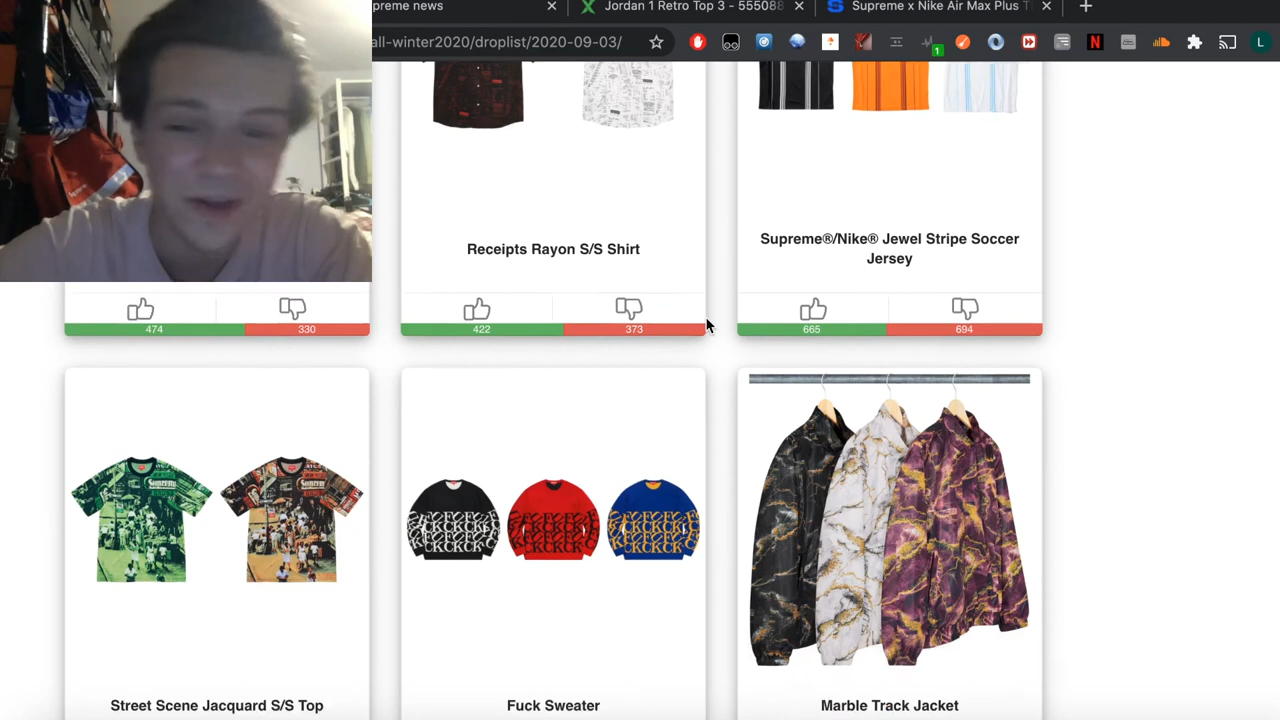 preme news
Jordan 1 Retro Top 3 - 555088
Supreme x Nike Air Max Plus T
all-winter2020/droplist/2020-09-03/
1
L
Receipts Rayon S/S Shirt
Supreme®/Nike® Jewel Stripe Soccer
Jersey
474
330
422
373
665
694
Street Scene Jacquard S/S Top
Fuck Sweater
Marble Track Jacket